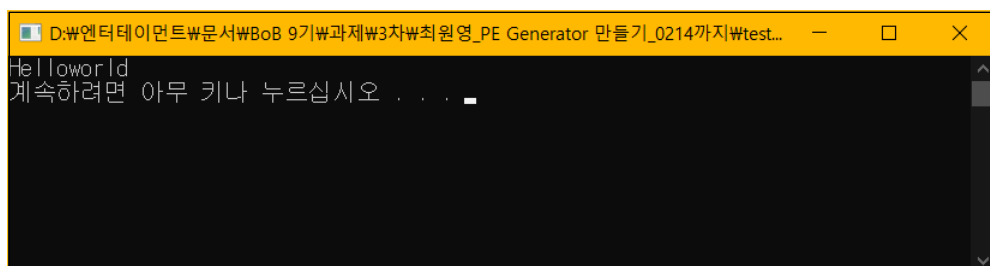 D:₩엔터테이먼트₩문서₩BoB 9기₩과제₩3차₩최원영_PE Generator 만들기_0214까지₩test...
Helloworld
계속하려면 아무 키나 누르십시오 . . .